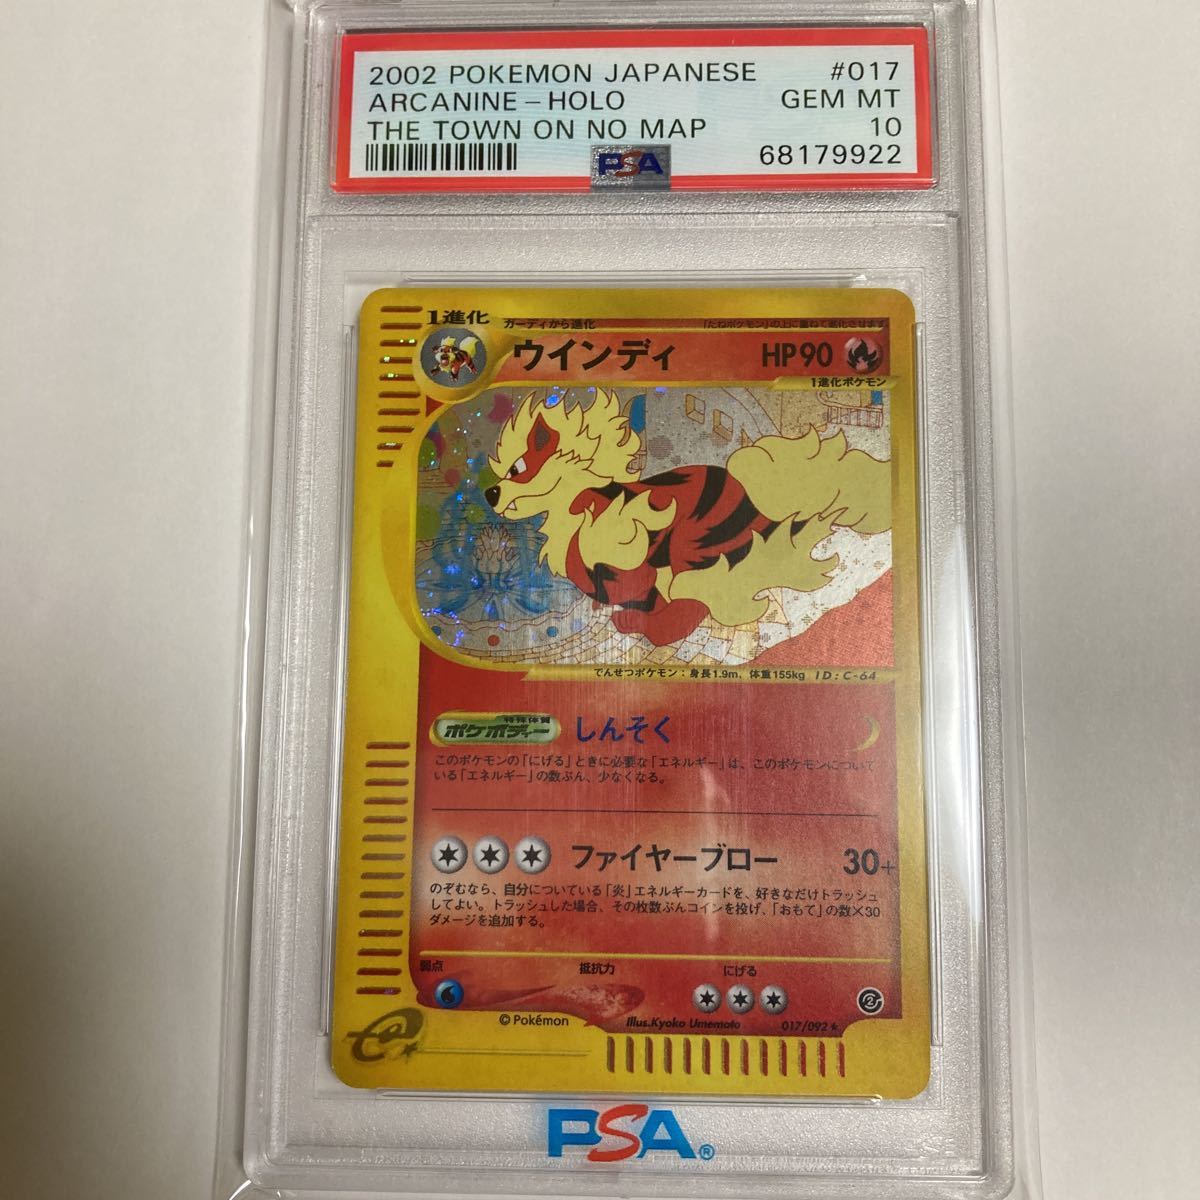 2002 POKEMON JAPANESE #017
ARCANINE - HOLO GEM MT
THE TOWN ON NO MAP 10
PSA 68179922
1進化 ガーディから進化 「たねポケモン」の上に重ねて進化させます
ウインディ HP90
1進化ポケモン
でんせつポケモン：身長1.9m、体重155kg ID:C-64
特殊体質
ポケボディー しんそく
このポケモンの「にげる」ときに必要な「エネルギー」は、このポケモンについて
いる「エネルギー」の数ぶん、少なくなる。
ファイヤーブロー 30+
のぞむなら、自分についている「炎」エネルギーカードを、好きなだけトラッシュ
してよい。トラッシュした場合、その枚数ぶんコインを投げ、「おもて」の数×30
ダメージを追加する。
弱点 抵抗力 にげる
2
© Pokémon Illus.Kyoko Umemoto 017/092★
e
PSA®